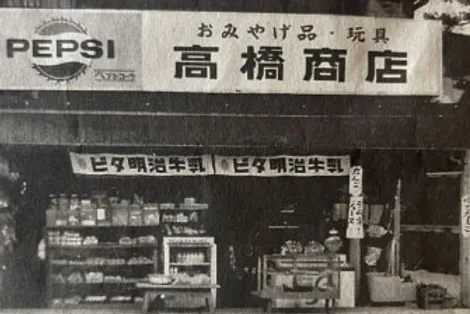 PEPSI
ペプシコーラ
おみやげ品・玩具
高橋商店
ビタ明治牛乳
ビタ明治牛乳